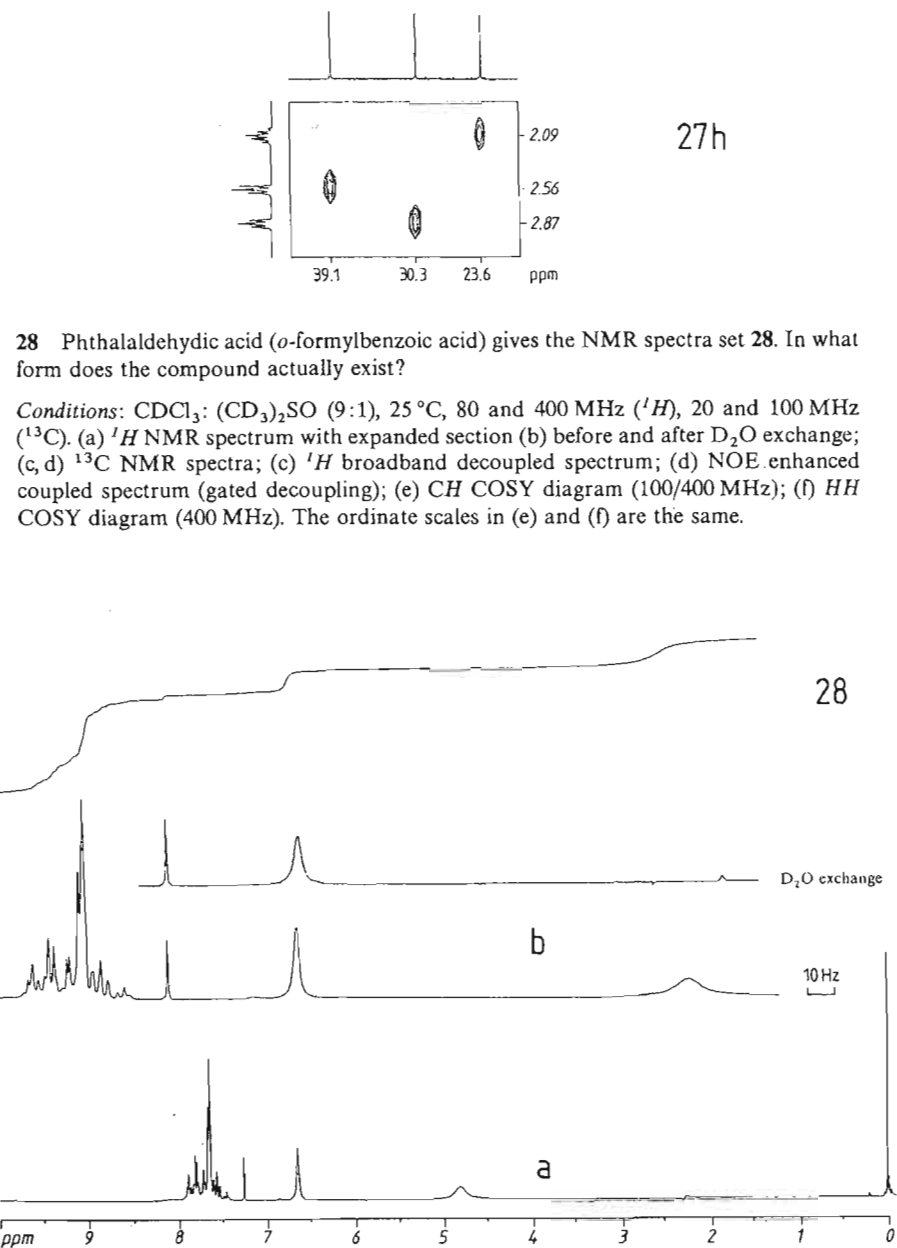 27h
2.09
2.56
2.87
39.1 30.3 23.6 ppm
28 Phthalaldehydic acid (o-formylbenzoic acid) gives the NMR spectra set 28. In what
form does the compound actually exist?
Conditions: CDCl₃: (CD₃)₂SO (9:1), 25 °C, 80 and 400 MHz (¹H), 20 and 100 MHz
(¹³C). (a) ¹H NMR spectrum with expanded section (b) before and after D₂O exchange;
(c, d) ¹³C NMR spectra; (c) ¹H broadband decoupled spectrum; (d) NOE enhanced
coupled spectrum (gated decoupling); (e) CH COSY diagram (100/400 MHz); (f) HH
COSY diagram (400 MHz). The ordinate scales in (e) and (f) are the same.
28
D₂O exchange
b
10 Hz
a
ppm 9 8 7 6 5 4 3 2 1 0